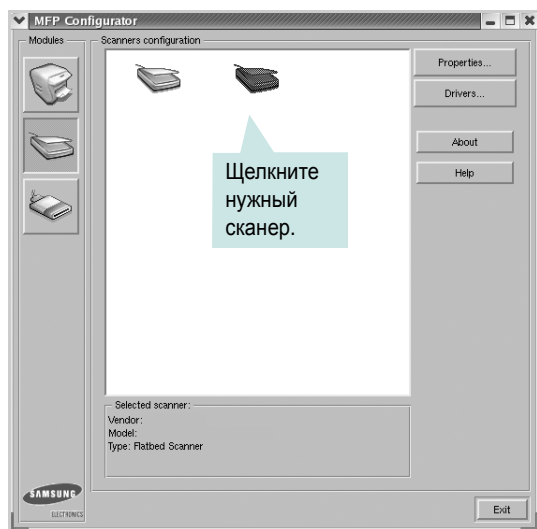 MFP Configurator
Modules
Scanners configuration
Properties...
Drivers...
About
Help
Щелкните
нужный
сканер.
Selected scanner:
Vendor:
Model:
Type: Flatbed Scanner
SAMSUNG
ELECTRONICS
Exit